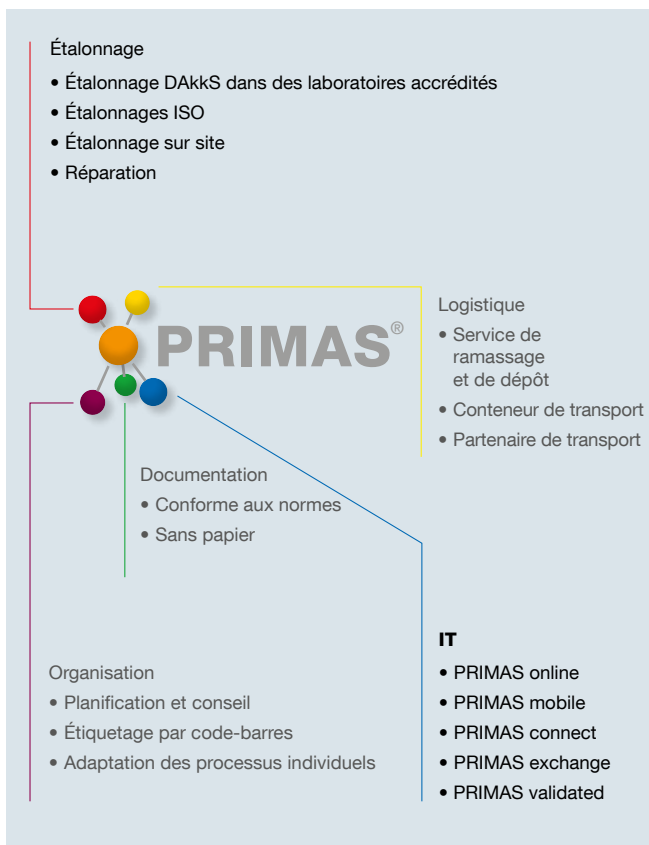 Étalonnage
• Étalonnage DAkkS dans des laboratoires accrédités
• Étalonnages ISO
• Étalonnage sur site
• Réparation
PRIMAS®
Logistique
• Service de
ramassage
et de dépôt
• Conteneur de transport
• Partenaire de transport
Documentation
• Conforme aux normes
• Sans papier
Organisation
• Planification et conseil
• Étiquetage par code-barres
• Adaptation des processus individuels
IT
• PRIMAS online
• PRIMAS mobile
• PRIMAS connect
• PRIMAS exchange
• PRIMAS validated